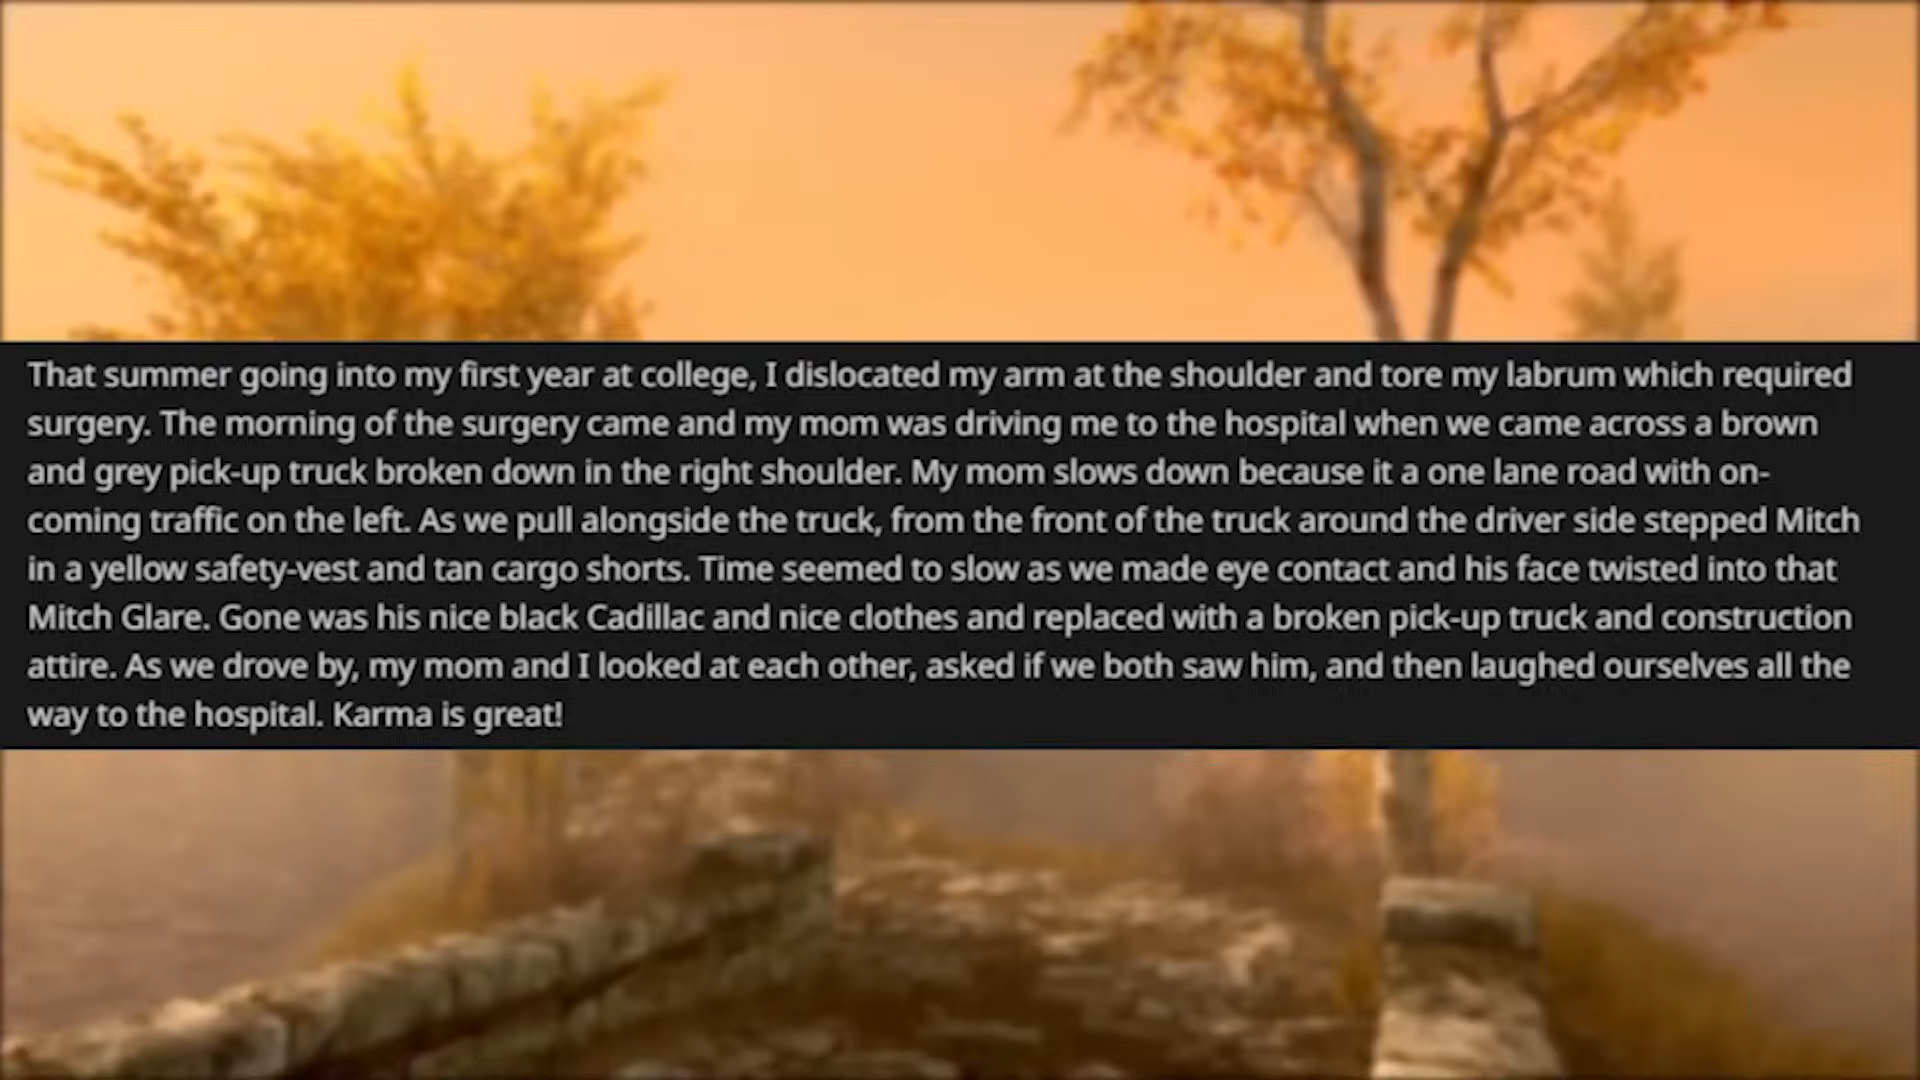 That summer going into my first year at college, I dislocated my arm at the shoulder and tore my labrum which required
surgery. The morning of the surgery came and my mom was driving me to the hospital when we came across a brown
and grey pick-up truck broken down in the right shoulder. My mom slows down because it a one lane road with on-
coming traffic on the left. As we pull alongside the truck, from the front of the truck around the driver side stepped Mitch
in a yellow safety-vest and tan cargo shorts. Time seemed to slow as we made eye contact and his face twisted into that
Mitch Glare. Gone was his nice black Cadillac and nice clothes and replaced with a broken pick-up truck and construction
attire. As we drove by, my mom and I looked at each other, asked if we both saw him, and then laughed ourselves all the
way to the hospital. Karma is great!